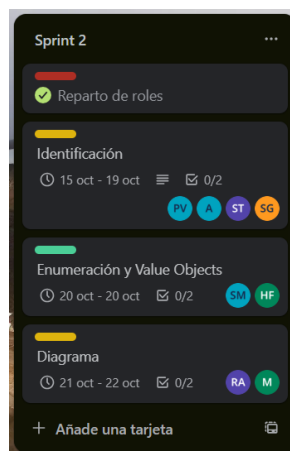 Sprint 2
Reparto de roles
Identificación
15 oct - 19 oct 0/2
PV A ST SG
Enumeración y Value Objects
20 oct - 20 oct 0/2 SM HF
Diagrama
21 oct - 22 oct 0/2 RA M
+ Añade una tarjeta